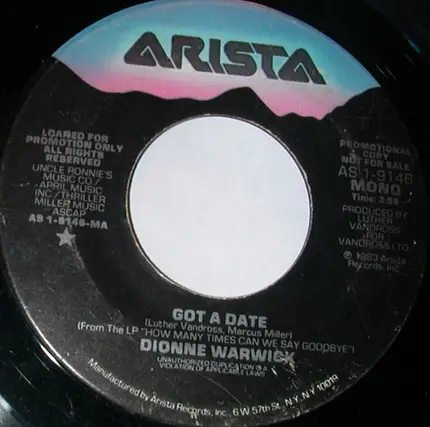 ARISTA
LOANED FOR
PROMOTION ONLY
ALL RIGHTS
RESERVED
UNCLE RONNIE'S
MUSIC CO./
APRIL MUSIC
INC./THRILLER
MILLER MUSIC
ASCAP
AS 1-9146-MA
PROMOTIONAL
COPY
NOT FOR SALE
AS 1-9146
MONO
Time: 3:58
PRODUCED BY
LUTHER
VANDROSS
FOR
VANDROSS LTD.
℗ 1983 Arista
Records, Inc.
GOT A DATE
(Luther Vandross, Marcus Miller)
(From The LP "HOW MANY TIMES CAN WE SAY GOODBYE")
DIONNE WARWICK
UNAUTHORIZED DUPLICATION IS A
VIOLATION OF APPLICABLE LAWS
Manufactured by Arista Records, Inc., 6 W 57th St., N.Y., N.Y. 10019